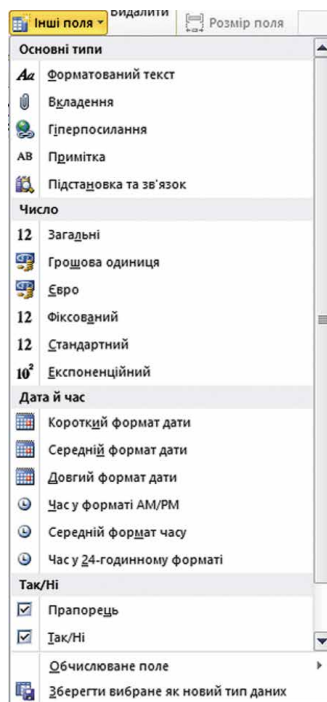 Видалити
Інші поля
Розмір поля
Основні типи
Aa Форматований текст
Вкладення
Гіперпосилання
AB Примітка
Підстановка та зв'язок
Число
12 Загальні
Грошова одиниця
Євро
12 Фіксований
12 Стандартний
10² Експоненційний
Дата й час
Короткий формат дати
Середній формат дати
Довгий формат дати
Час у форматі AM/PM
Середній формат часу
Час у 24-годинному форматі
Так/Ні
Прапорець
Так/Ні
Обчислюване поле
Зберегти вибране як новий тип даних